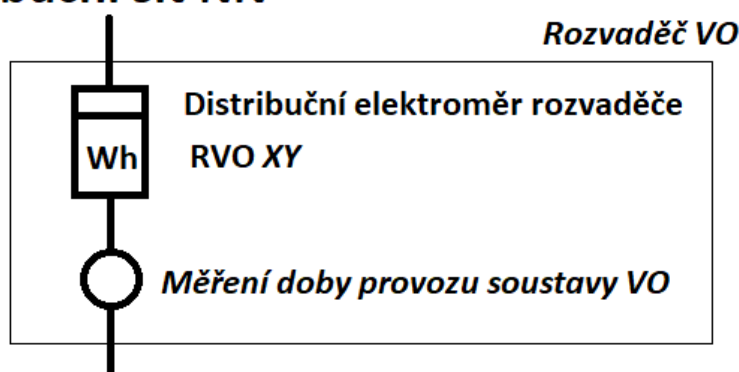 Rozvaděč VO
Distribuční elektroměr rozvaděče
Wh RVO XY
Měření doby provozu soustavy VO